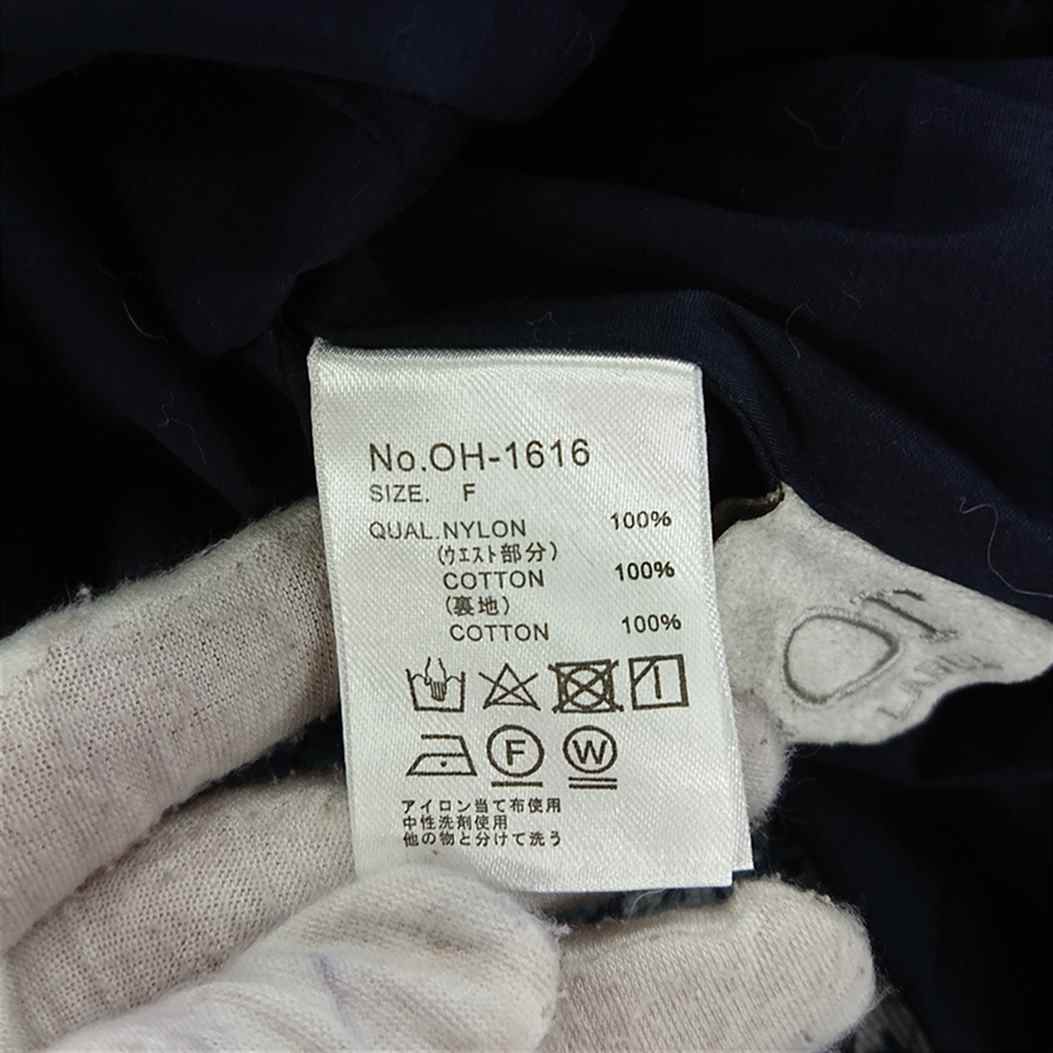 No.OH-1616
SIZE. F
QUAL.NYLON 100%
(ウエスト部分)
COTTON 100%
(裏地)
COTTON 100%
F W
アイロン当て布使用
中性洗剤使用
他の物と分けて洗う